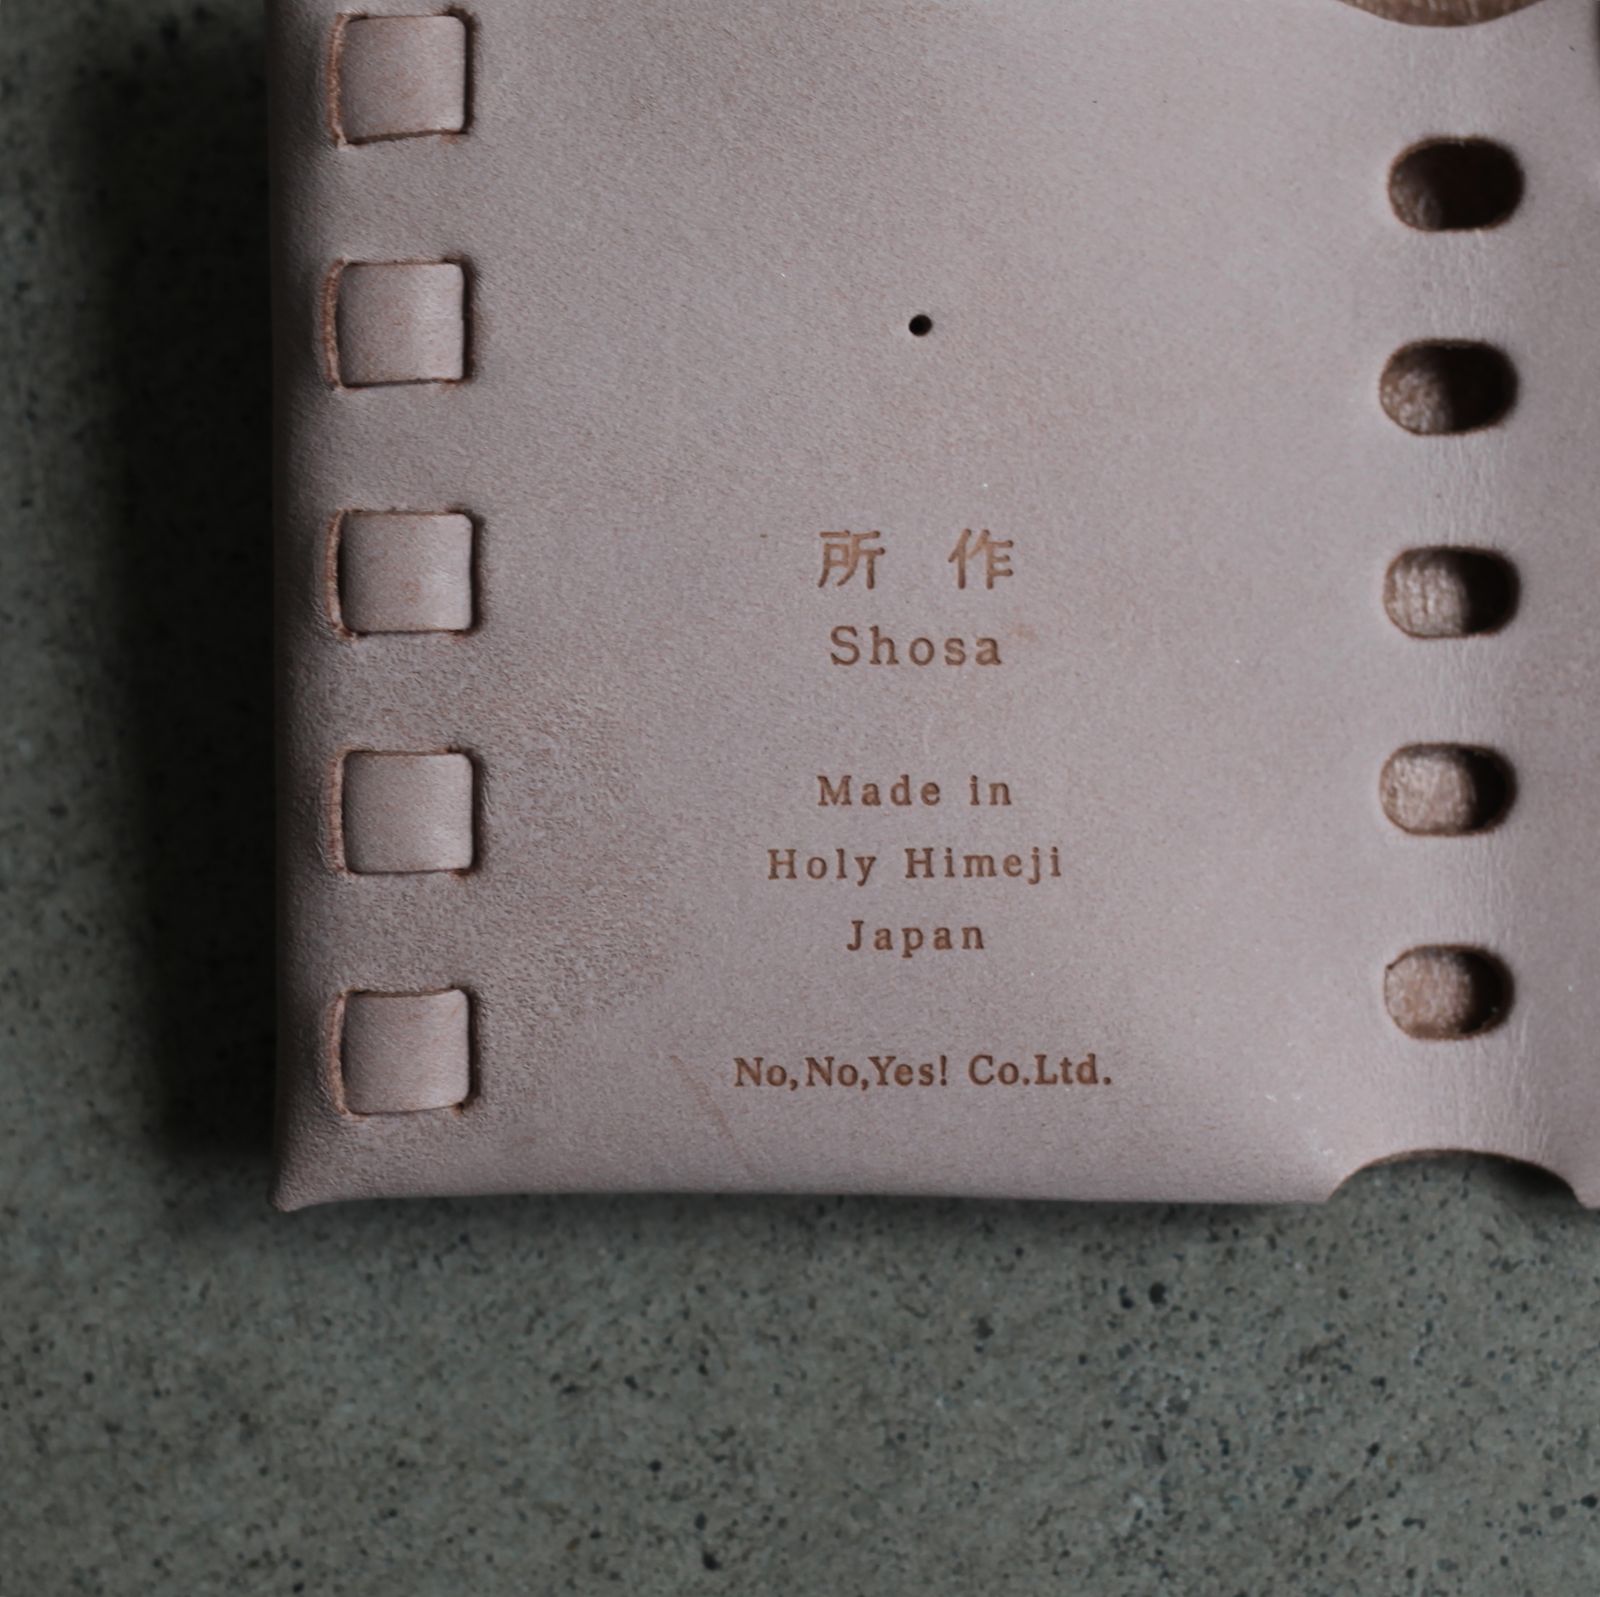 所 作
Shosa
Made in
Holy Himeji
Japan
No,No,Yes! Co.Ltd.